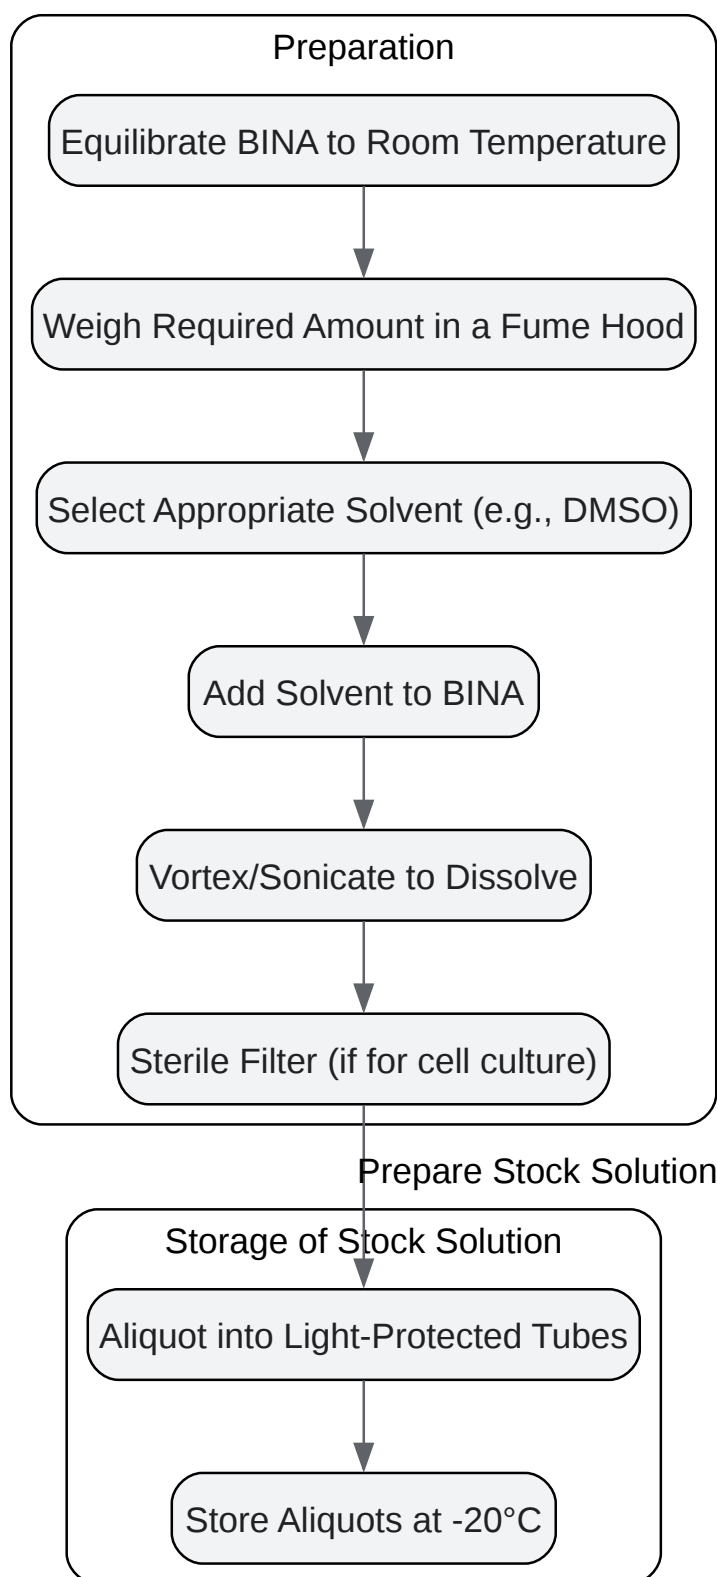 Preparation
Equilibrate BINA to Room Temperature
Weigh Required Amount in a Fume Hood
Select Appropriate Solvent (e.g., DMSO)
Add Solvent to BINA
Vortex/Sonicate to Dissolve
Sterile Filter (if for cell culture)
Prepare Stock Solution
Storage of Stock Solution
Aliquot into Light-Protected Tubes
Store Aliquots at -20°C